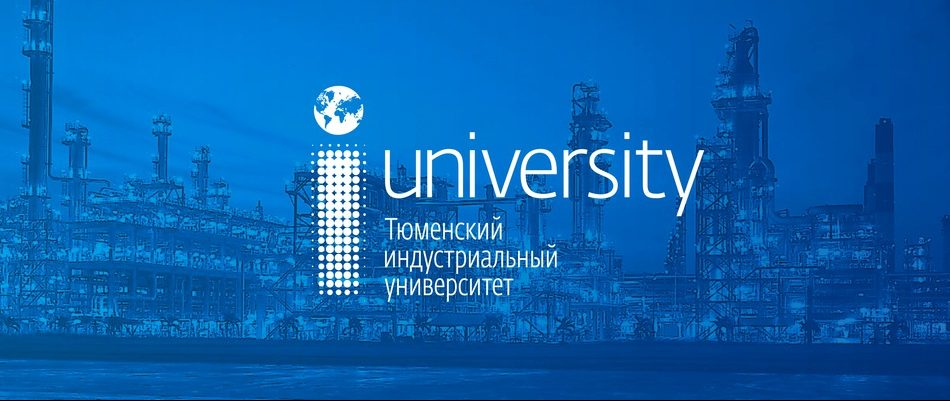 i university
Тюменский
индустриальный
университет